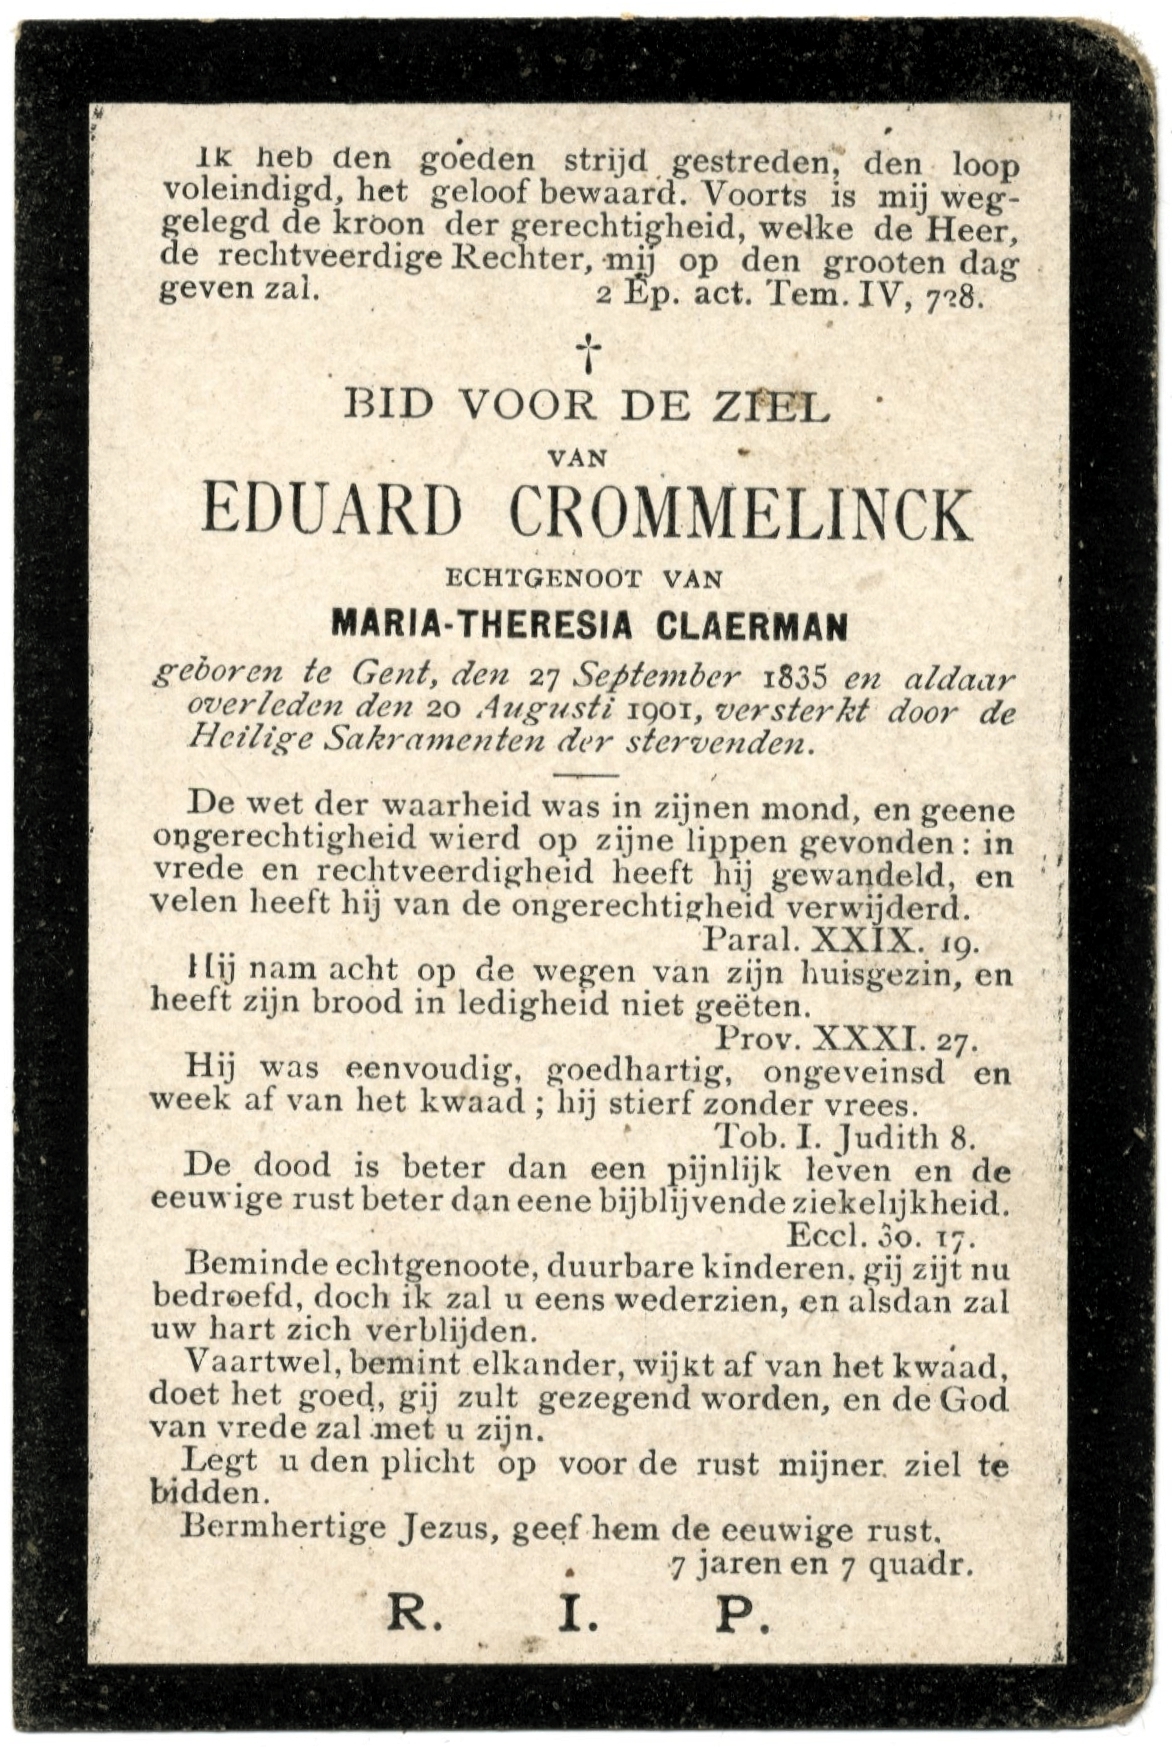 Ik heb den goeden strijd gestreden, den loop
voleindigd, het geloof bewaard. Voorts is mij weg-
gelegd de kroon der gerechtigheid, welke de Heer,
de rechtveerdige Rechter, mij op den grooten dag
geven zal. 2 Ep. act. Tem. IV, 728.
†
BID VOOR DE ZIEL
VAN
EDUARD CROMMELINCK
ECHTGENOOT VAN
MARIA-THERESIA CLAERMAN
geboren te Gent, den 27 September 1835 en aldaar
overleden den 20 Augusti 1901, versterkt door de
Heilige Sakramenten der stervenden.
De wet der waarheid was in zijnen mond, en geene
ongerechtigheid wierd op zijne lippen gevonden : in
vrede en rechtveerdigheid heeft hij gewandeld, en
velen heeft hij van de ongerechtigheid verwijderd.
Paral. XXIX. 19.
Hij nam acht op de wegen van zijn huisgezin, en
heeft zijn brood in ledigheid niet geëten.
Prov. XXXI. 27.
Hij was eenvoudig, goedhartig, ongeveinsd en
week af van het kwaad ; hij stierf zonder vrees.
Tob. I. Judith 8.
De dood is beter dan een pijnlijk leven en de
eeuwige rust beter dan eene bijblijvende ziekelijkheid.
Eccl. 30. 17.
Beminde echtgenoote, duurbare kinderen, gij zijt nu
bedroefd, doch ik zal u eens wederzien, en alsdan zal
uw hart zich verblijden.
Vaartwel, bemint elkander, wijkt af van het kwaad,
doet het goed, gij zult gezegend worden, en de God
van vrede zal met u zijn.
Legt u den plicht op voor de rust mijner ziel te
bidden.
Bermhertige Jezus, geef hem de eeuwige rust.
7 jaren en 7 quadr.
R. I. P.